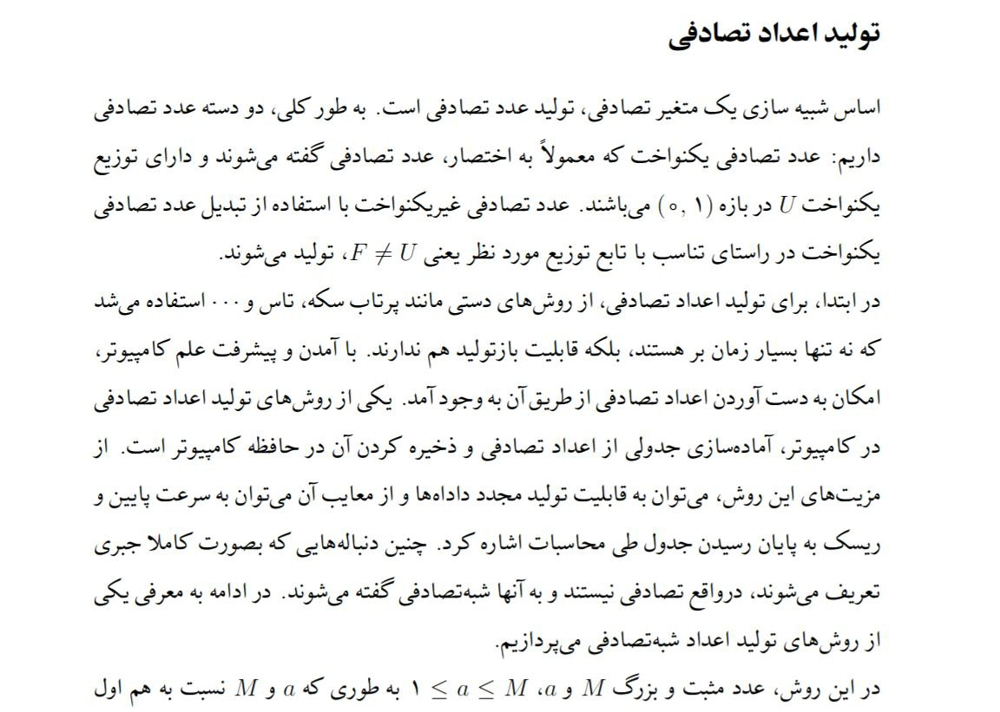 تولید اعداد تصادفی
اساس شبیه سازی یک متغیر تصادفی، تولید عدد تصادفی است. به طور کلی، دو دسته عدد تصادفی
داریم: عدد تصادفی یکنواخت که معمولاً به اختصار، عدد تصادفی گفته می‌شوند و دارای توزیع
یکنواخت U در بازه (۰, ۱) می‌باشند. عدد تصادفی غیریکنواخت با استفاده از تبدیل عدد تصادفی
یکنواخت در راستای تناسب با تابع توزیع مورد نظر یعنی F ≠ U، تولید می‌شوند.
در ابتدا، برای تولید اعداد تصادفی، از روش‌های دستی مانند پرتاب سکه، تاس و ⋯ استفاده می‌شد
که نه تنها بسیار زمان بر هستند، بلکه قابلیت بازتولید هم ندارند. با آمدن و پیشرفت علم کامپیوتر،
امکان به دست آوردن اعداد تصادفی از طریق آن به وجود آمد. یکی از روش‌های تولید اعداد تصادفی
در کامپیوتر، آماده‌سازی جدولی از اعداد تصادفی و ذخیره کردن آن در حافظه کامپیوتر است. از
مزیت‌های این روش، می‌توان به قابلیت تولید مجدد داداه‌ها و از معایب آن می‌توان به سرعت پایین و
ریسک به پایان رسیدن جدول طی محاسبات اشاره کرد. چنین دنباله‌هایی که بصورت کاملا جبری
تعریف می‌شوند، درواقع تصادفی نیستند و به آنها شبه‌تصادفی گفته می‌شوند. در ادامه به معرفی یکی
از روش‌های تولید اعداد شبه‌تصادفی می‌پردازیم.
در این روش، عدد مثبت و بزرگ M و a، ۱ ≤ a ≤ M به طوری که a و M نسبت به هم اول